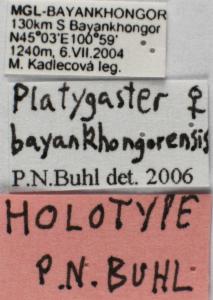 MGL-BAYANKHONGOR
130km S Bayankhongor
N45°03'E100°59'
1240m, 6.VII.2004
M. Kadlecová leg.
Platygaster ♀
bayankhongorensis
P.N.Buhl det. 2006
HOLOTYPE
P.N. BUHL